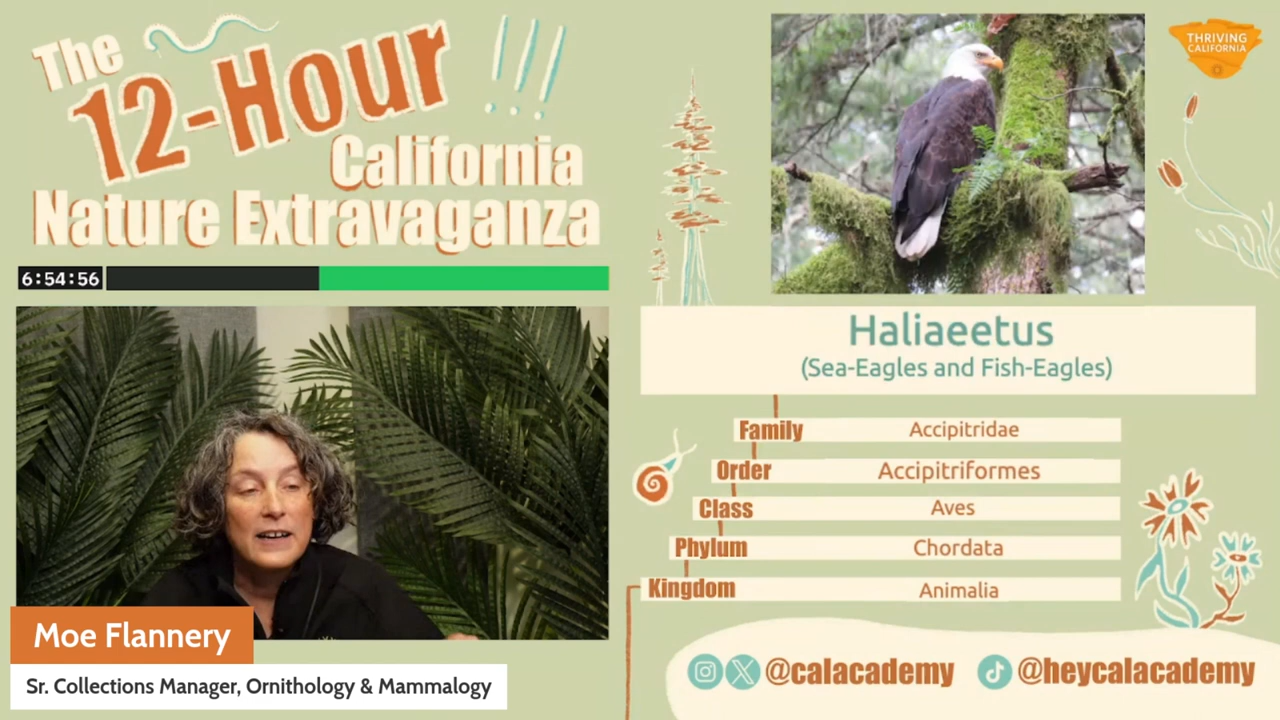 The
12-Hour !!!
California
Nature Extravaganza
6:54:56
Moe Flannery
Sr. Collections Manager, Ornithology & Mammalogy
THRIVING
CALIFORNIA
Haliaeetus
(Sea-Eagles and Fish-Eagles)
Family Accipitridae
Order Accipitriformes
Class Aves
Phylum Chordata
Kingdom Animalia
@calacademy @heycalacademy